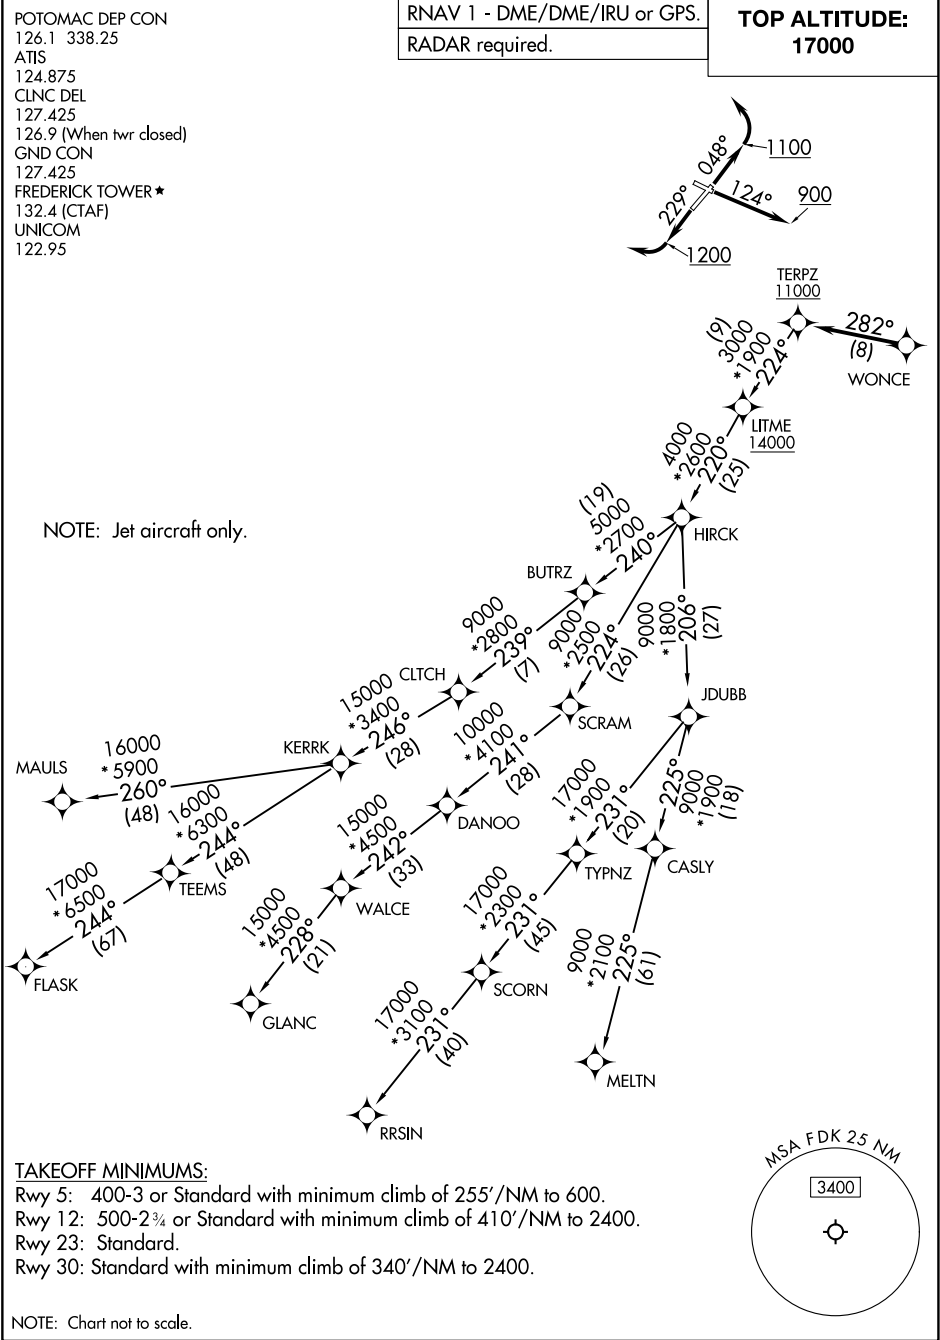 POTOMAC DEP CON
126.1 338.25
ATIS
124.875
CLNC DEL
127.425
126.9 (When twr closed)
GND CON
127.425
FREDERICK TOWER★
132.4 (CTAF)
UNICOM
122.95
RNAV 1 - DME/DME/IRU or GPS.
RADAR required.
TOP ALTITUDE:
17000
048°
1100
124°
900
229°
1200
TERPZ
11000
282°
(8)
WONCE
(9)
3000
*1900
224°
LITME
14000
4000
*2600
220°
(25)
HIRCK
NOTE: Jet aircraft only.
(19)
5000
*2700
240°
BUTRZ
9000
*2800
239°
(7)
9000
*2500
224°
(26)
9000
*1800
206°
(27)
CLTCH
15000
*3400
246°
(28)
SCRAM
JDUBB
10000
*4100
241°
(28)
KERRK
MAULS
16000
*5900
260°
(48)
16000
*6300
244°
(48)
DANOO
17000
*1900
231°
(20)
225°
9000
*1900
(18)
TYPNZ
CASLY
TEEMS
15000
*4500
242°
(33)
WALCE
17000
*6500
244°
(67)
FLASK
15000
*4500
228°
(21)
GLANC
17000
*2300
231°
(45)
SCORN
9000
*2100
225°
(61)
MELTN
17000
*3100
231°
(40)
RRSIN
TAKEOFF MINIMUMS:
Rwy 5: 400-3 or Standard with minimum climb of 255'/NM to 600.
Rwy 12: 500-2¾ or Standard with minimum climb of 410'/NM to 2400.
Rwy 23: Standard.
Rwy 30: Standard with minimum climb of 340'/NM to 2400.
MSA FDK 25 NM
3400
NOTE: Chart not to scale.